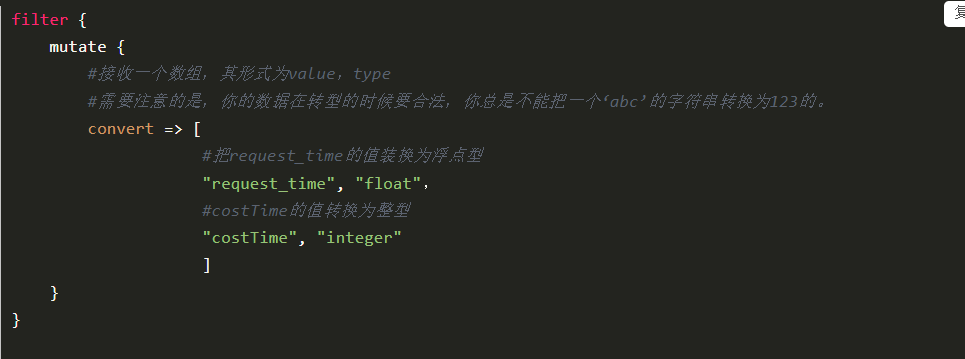 filter {
    mutate {
        #接收一个数组，其形式为value，type
        #需要注意的是，你的数据在转型的时候要合法，你总是不能把一个‘abc’的字符串转换为123的。
        convert => [
                    #把request_time的值装换为浮点型
                    "request_time", "float",
                    #costTime的值转换为整型
                    "costTime", "integer"
                    ]
    }
}